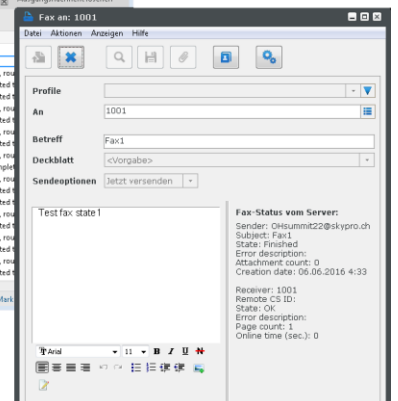 Fax an: 1001
Datei Aktionen Anzeigen Hilfe
Profile
An 1001
Betreff Fax1
Deckblatt <Vorgabe>
Sendeoptionen Jetzt versenden
Test fax state 1
Fax-Status vom Server:
Sender: OHsummit22@skypro.ch
Subject: Fax1
State: Finished
Error description:
Attachment count: 0
Creation date: 06.06.2016 4:33
Receiver: 1001
Remote CS ID:
State: OK
Error description:
Page count: 1
Online time (sec.): 0
Arial 11 B I U